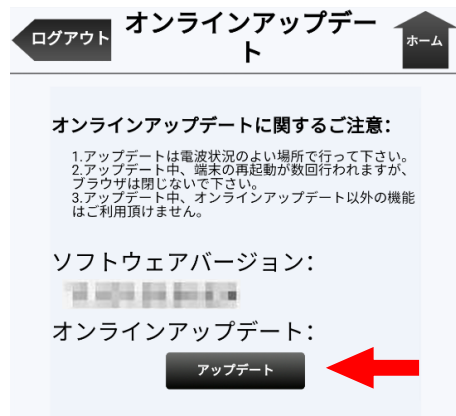 ログアウト
オンラインアップデー
ト
ホーム
オンラインアップデートに関するご注意：
1.アップデートは電波状況のよい場所で行って下さい。
2.アップデート中、端末の再起動が数回行われますが、
ブラウザは閉じないで下さい。
3.アップデート中、オンラインアップデート以外の機能
はご利用頂けません。
ソフトウェアバージョン：
オンラインアップデート：
アップデート